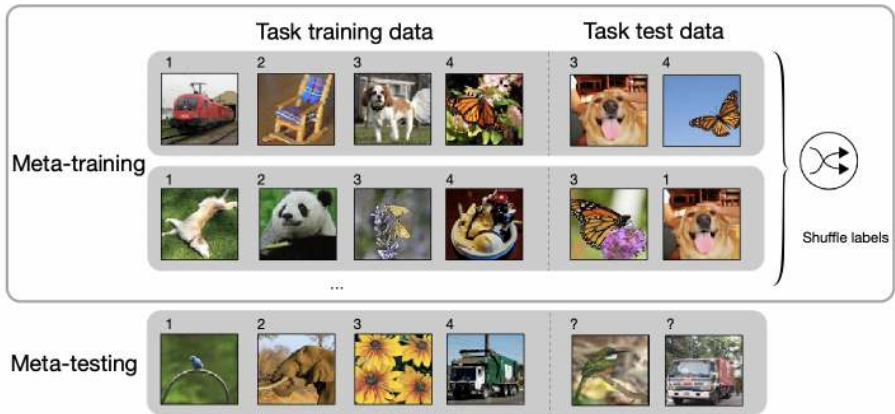 Task training data
Task test data
1 2 3 4 3 4
Meta-training
1 2 3 4 3 1
Shuffle labels
...
1 2 3 4 ? ?
Meta-testing